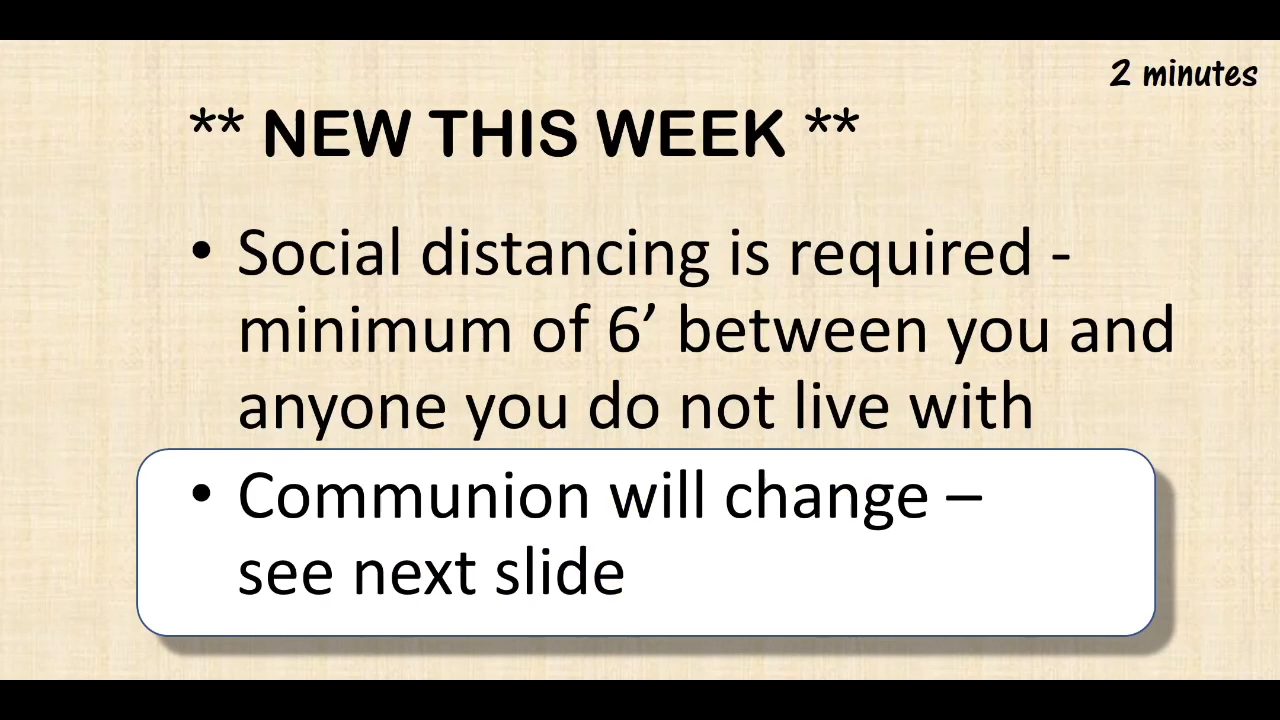 2 minutes
** NEW THIS WEEK **
• Social distancing is required -
minimum of 6’ between you and
anyone you do not live with
• Communion will change –
see next slide